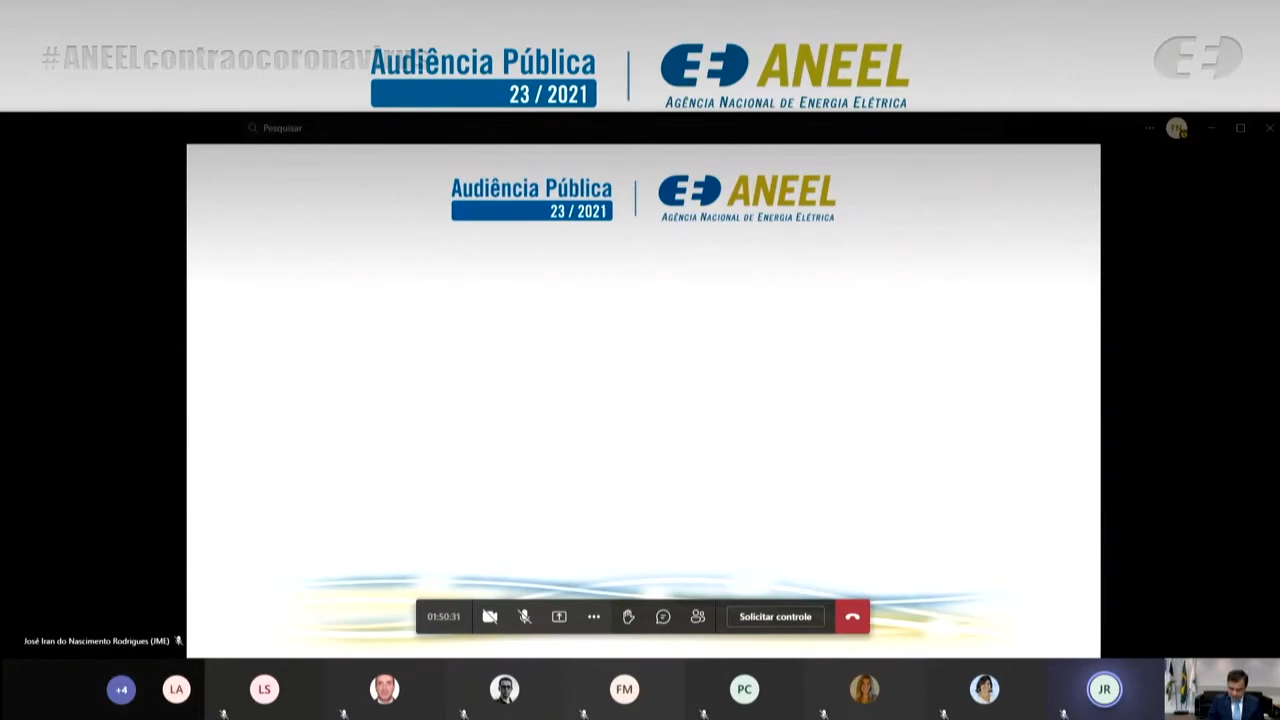 #ANEELcontraocoronavírus
Audiência Pública
23 / 2021
ANEEL
AGÊNCIA NACIONAL DE ENERGIA ELÉTRICA
Pesquisar
FN
Audiência Pública
23 / 2021
ANEEL
AGÊNCIA NACIONAL DE ENERGIA ELÉTRICA
01:50:31
Solicitar controle
José Iran do Nascimento Rodrigues (JME)
+4
LA
LS
FM
PC
JR